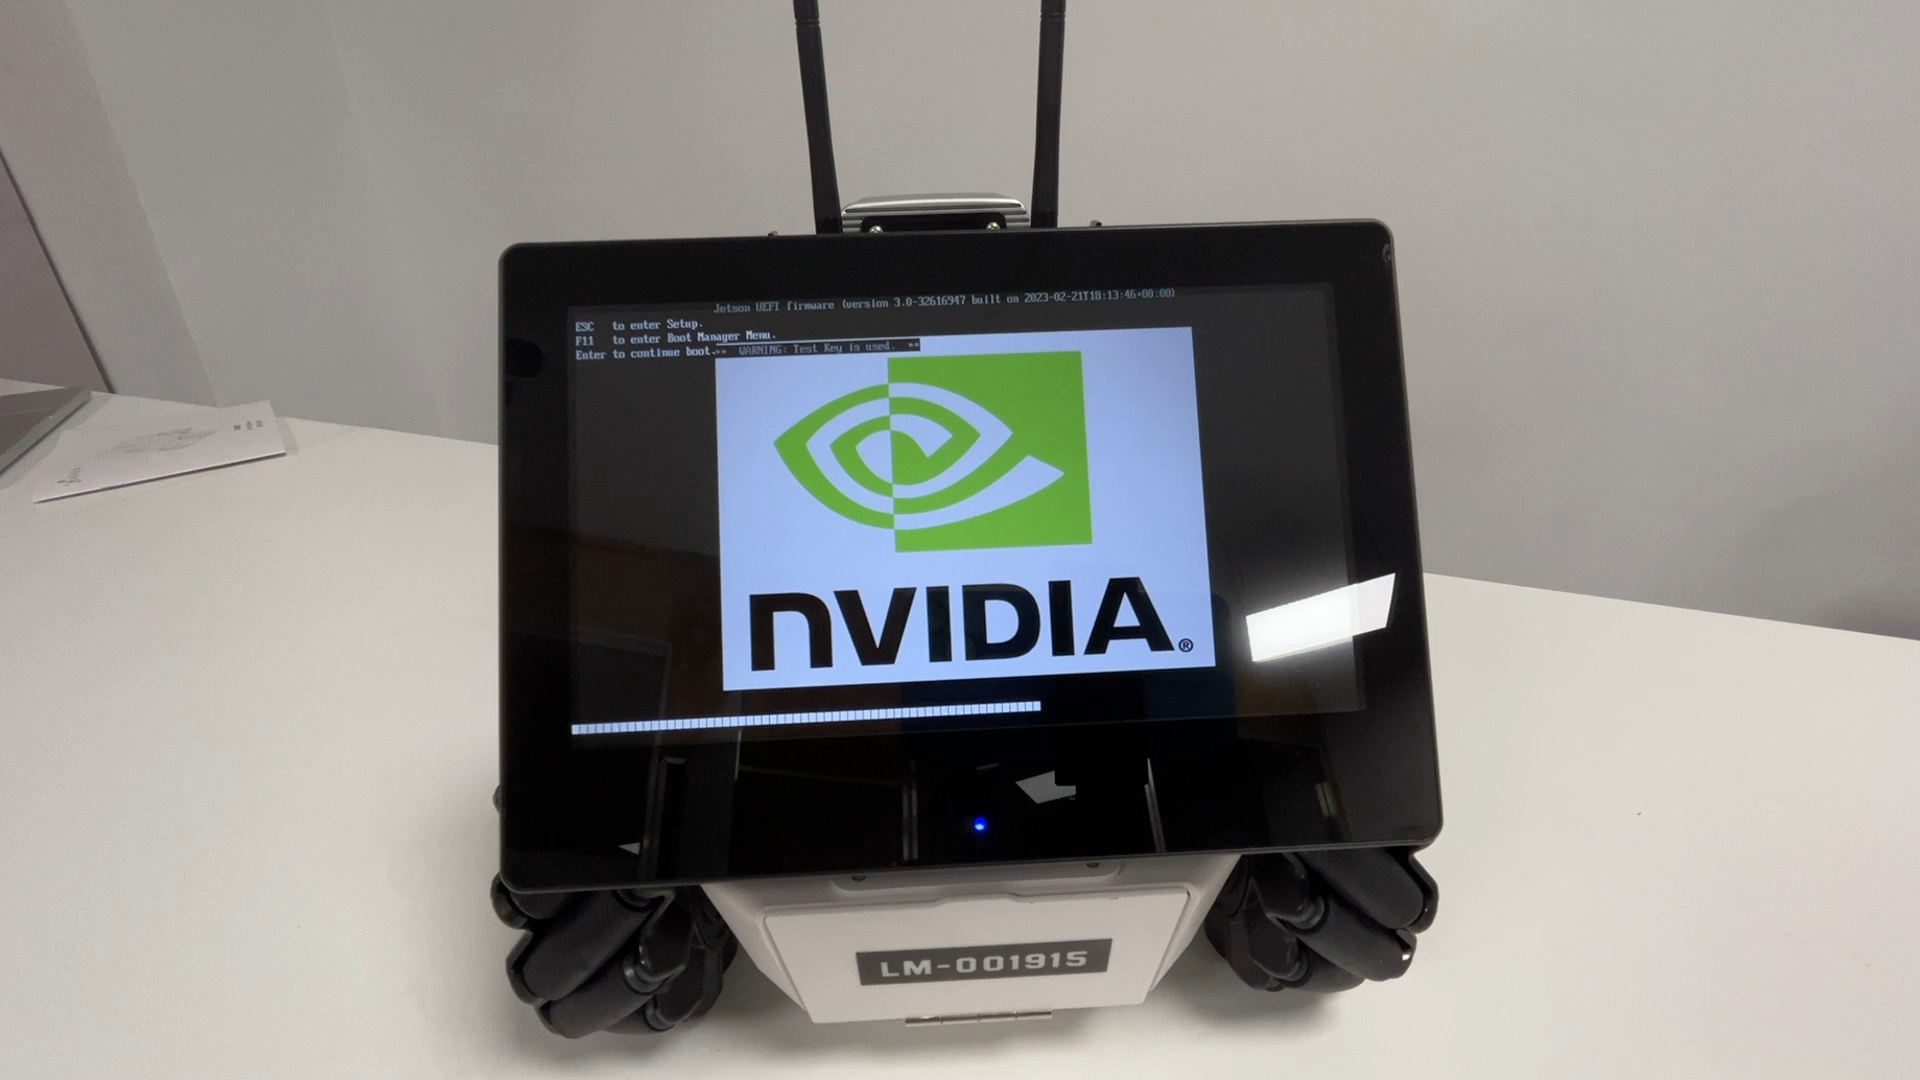 Jetson UEFI firmware (version 3.0-32616947 built on 2023-02-21T18:13:46+00:00)
ESC to enter Setup.
F11 to enter Boot Manager Menu.
Enter to continue boot.
** WARNING: Test Key is used. **
NVIDIA®
LM-001915